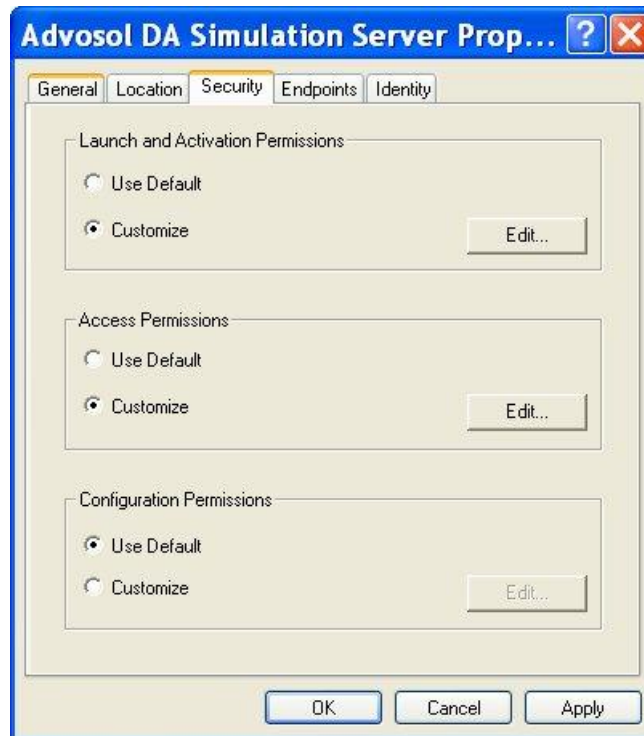 Advosol DA Simulation Server Prop... ?
General Location Security Endpoints Identity
Launch and Activation Permissions
Use Default
Customize Edit...
Access Permissions
Use Default
Customize Edit...
Configuration Permissions
Use Default
Customize Edit...
OK Cancel Apply